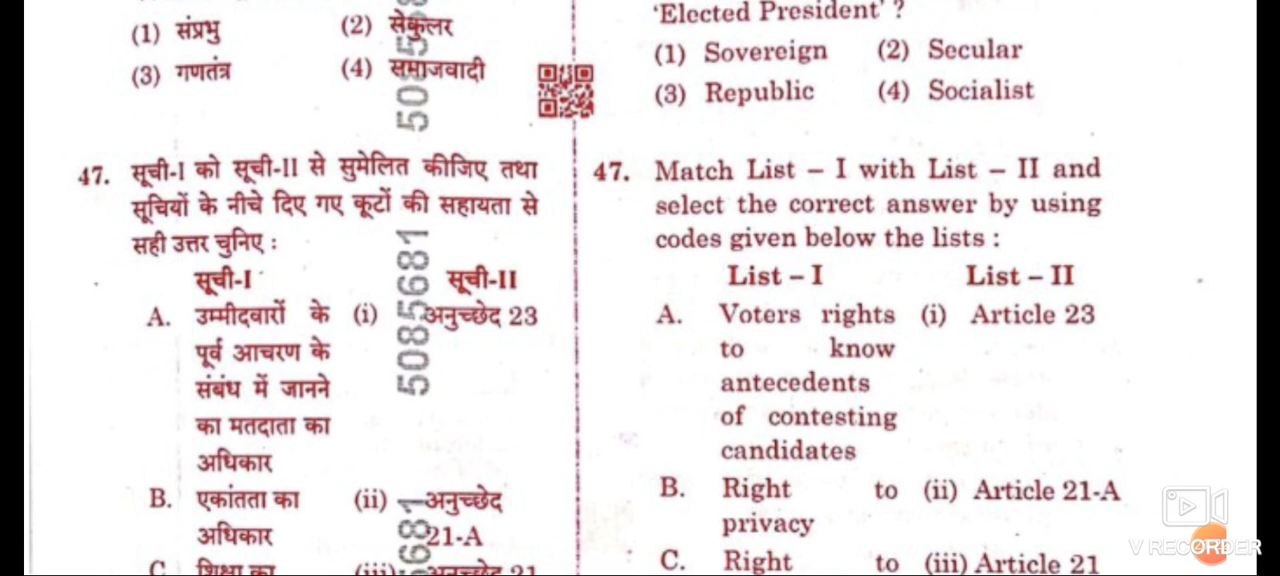 (1) संप्रभु (2) सेकुलर
(3) गणतंत्र (4) समाजवादी
47. सूची-I को सूची-II से सुमेलित कीजिए तथा
सूचियों के नीचे दिए गए कूटों की सहायता से
सही उत्तर चुनिए :
सूची-I सूची-II
A. उम्मीदवारों के (i) अनुच्छेद 23
पूर्व आचरण के
संबंध में जानने
का मतदाता का
अधिकार
B. एकांतता का (ii) अनुच्छेद
अधिकार 21-A
C. शिक्षा का (iii) अनुच्छेद 21
5085681
'Elected President' ?
(1) Sovereign (2) Secular
(3) Republic (4) Socialist
47. Match List – I with List – II and
select the correct answer by using
codes given below the lists :
List – I List – II
A. Voters rights (i) Article 23
to know
antecedents
of contesting
candidates
B. Right to (ii) Article 21-A
privacy
C. Right to (iii) Article 21
V RECORDER